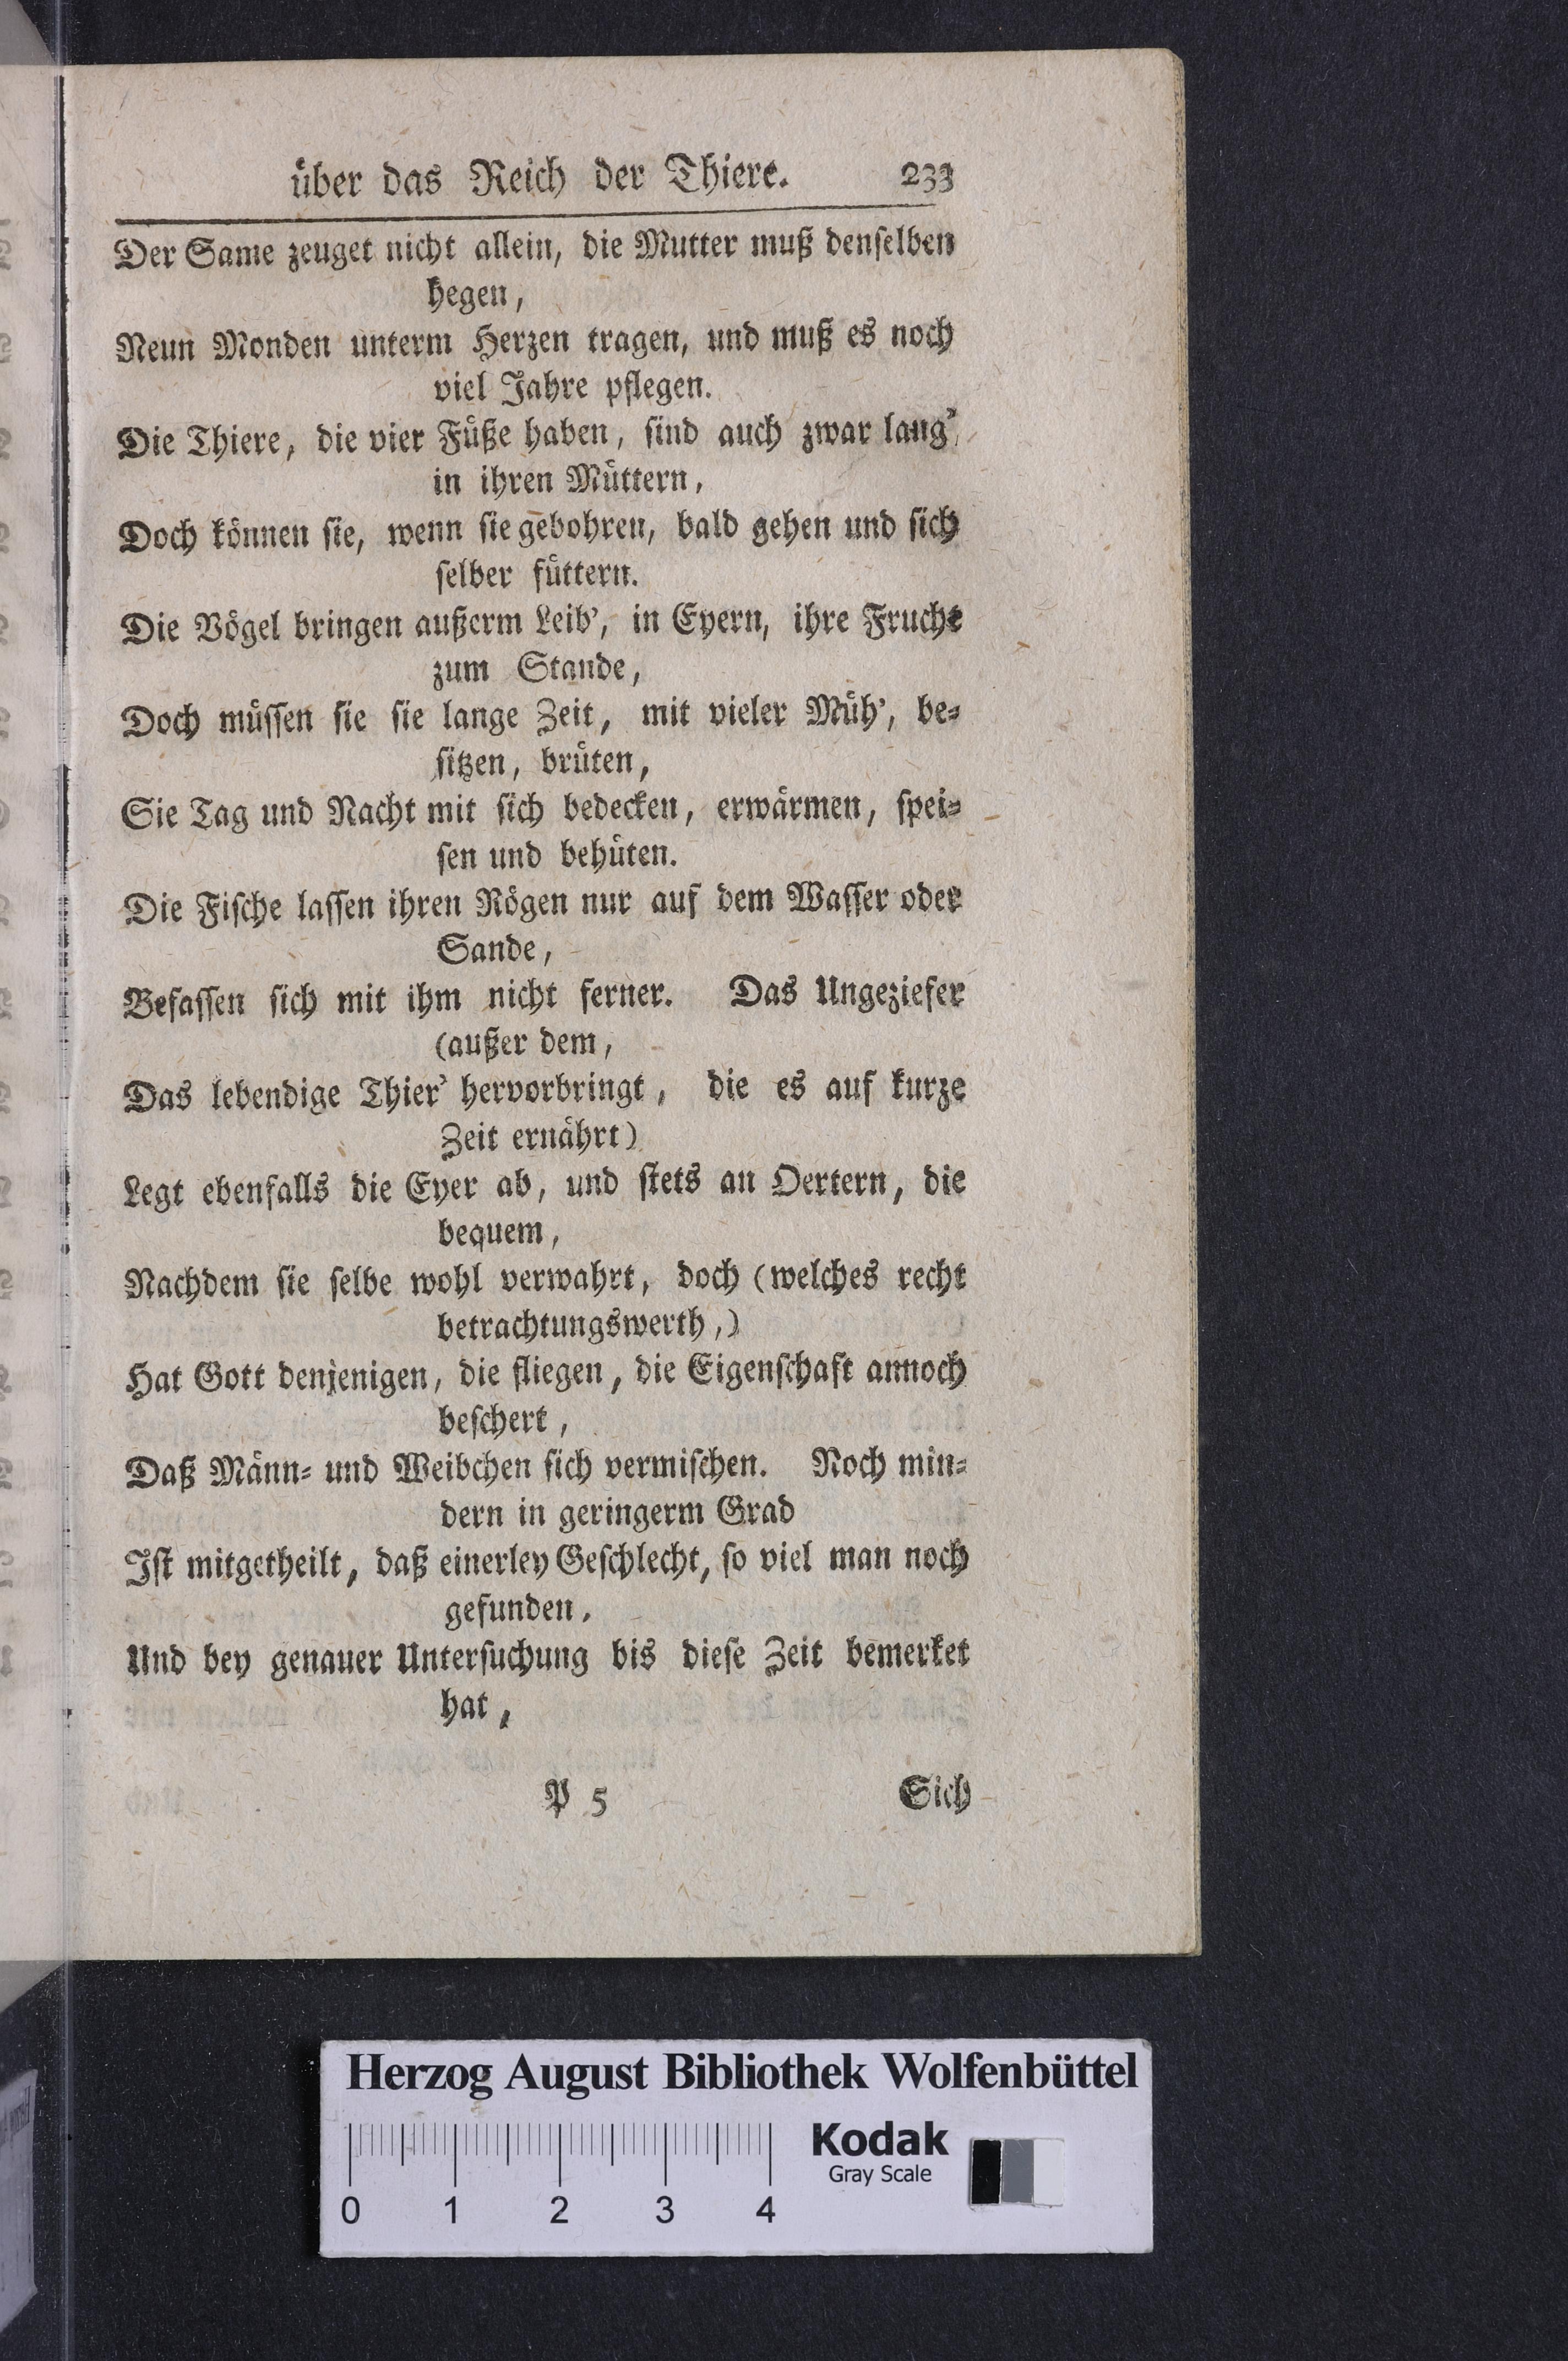 über das Reich der Thiere. 233
Der Same zeuget nicht allein, die Mutter muß denſelben
hegen,
Neun Monden unterm Herzen tragen, und muß es noch
viel Jahre pflegen.
Die Thiere, die vier Füße haben, ſind auch zwar lang',
in ihren Müttern,
Doch können ſie, wenn ſie gebohren, bald gehen und ſich
ſelber füttern.
Die Vögel bringen außerm Leib', in Eyern, ihre Frucht
zum Stande,
Doch müſſen ſie ſie lange Zeit, mit vieler Müh', be-
ſitzen, brüten,
Sie Tag und Nacht mit ſich bedecken, erwärmen, ſpei-
ſen und behüten.
Die Fiſche laſſen ihren Rögen nur auf dem Waſſer oder
Sande,
Befaſſen ſich mit ihm nicht ferner. Das Ungeziefer
(außer dem,
Das lebendige Thier' hervorbringt, die es auf kurze
Zeit ernährt)
Legt ebenfalls die Eyer ab, und ſtets an Oertern, die
bequem,
Nachdem ſie ſelbe wohl verwahrt, doch (welches recht
betrachtungswerth,)
Hat Gott denjenigen, die fliegen, die Eigenſchaft annoch
beſchert,
Daß Männ- und Weibchen ſich vermiſchen. Noch min-
dern in geringerm Grad
Iſt mitgetheilt, daß einerley Geſchlecht, ſo viel man noch
gefunden,
Und bey genauer Unterſuchung bis dieſe Zeit bemerket
hat,
P 5 Sich
Herzog August Bibliothek Wolfenbüttel
Kodak
Gray Scale
0 1 2 3 4